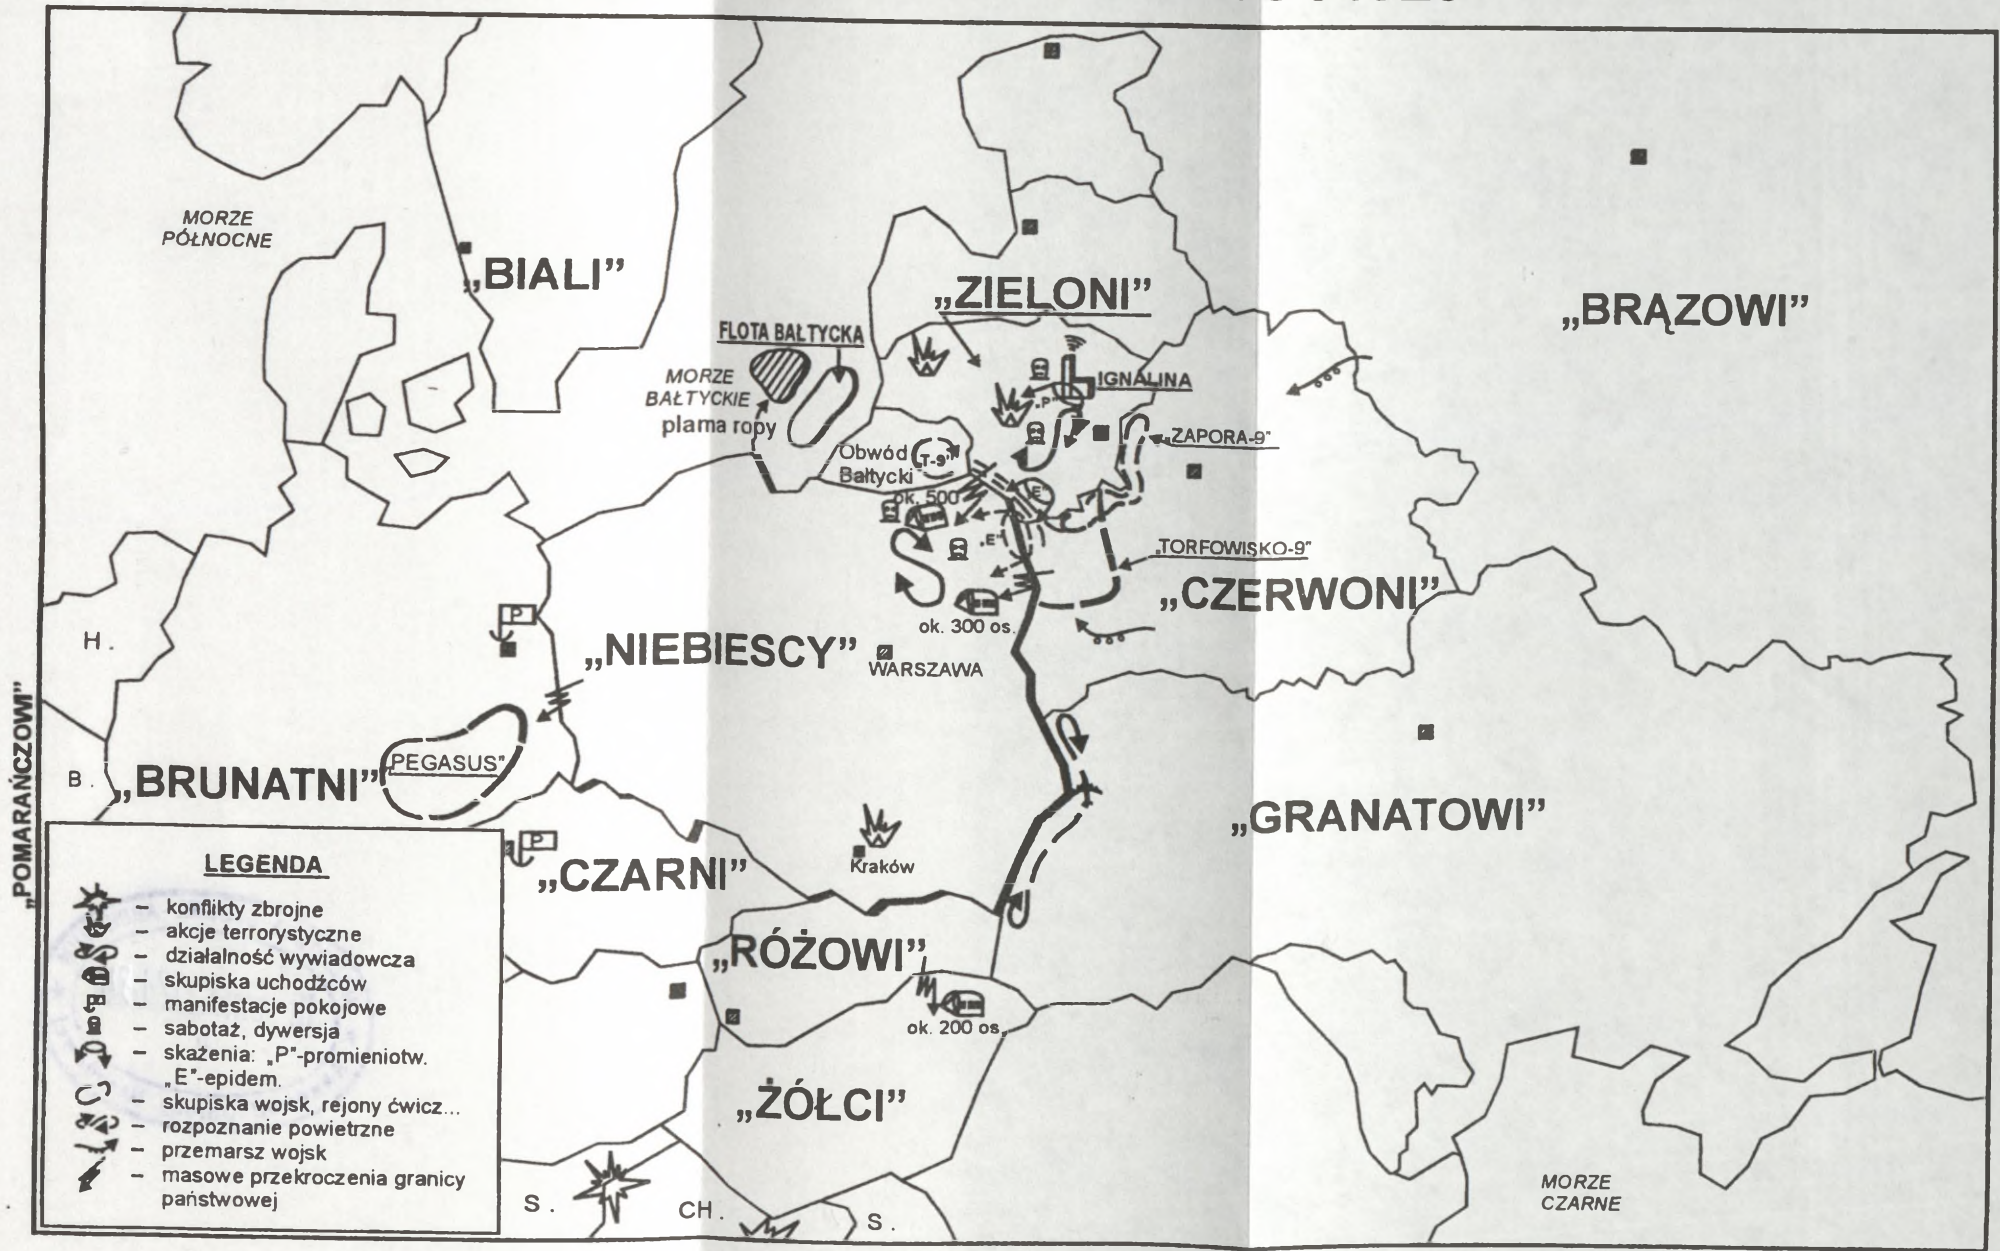 MORZE
PÓŁNOCNE
„BIALI”
„ZIELONI”
„BRĄZOWI”
FLOTA BAŁTYCKA
MORZE
BAŁTYCKIE
plama ropy
IGNALINA
„P”
„ZAPORA-9”
Obwód
Bałtycki
„T-9”
ok. 500
„E”
„E”
„TORFOWISKO-9”
„CZERWONI”
ok. 300 os.
H.
P
„NIEBIESCY”
WARSZAWA
„POMARAŃCZOWI”
B.
„BRUNATNI”
PEGASUS”
„GRANATOWI”
P
„CZARNI”
Kraków
„RÓŻOWI”
ok. 200 os.
„ŻÓŁCI”
S.
CH.
S.
MORZE
CZARNE
LEGENDA
– konflikty zbrojne
– akcje terrorystyczne
– działalność wywiadowcza
– skupiska uchodźców
– manifestacje pokojowe
– sabotaż, dywersja
– skażenia: „P”-promieniotw.
„E”-epidem.
– skupiska wojsk, rejony ćwicz...
– rozpoznanie powietrzne
– przemarsz wojsk
– masowe przekroczenia granicy
państwowej